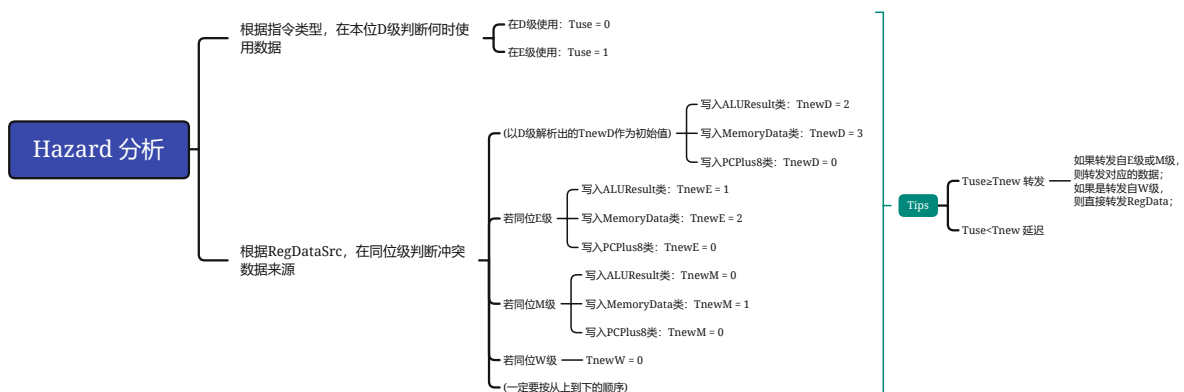 Hazard 分析
根据指令类型，在本位D级判断何时使
用数据
在D级使用：Tuse = 0
在E级使用：Tuse = 1
根据RegDataSrc，在同位级判断冲突
数据来源
(以D级解析出的TnewD作为初始值)
写入ALUResult类：TnewD = 2
写入MemoryData类：TnewD = 3
写入PCPlus8类：TnewD = 0
若同位E级
写入ALUResult类：TnewE = 1
写入MemoryData类：TnewE = 2
写入PCPlus8类：TnewE = 0
若同位M级
写入ALUResult类：TnewM = 0
写入MemoryData类：TnewM = 1
写入PCPlus8类：TnewM = 0
若同位W级
TnewW = 0
(一定要按从上到下的顺序)
Tips
Tuse≥Tnew 转发
如果转发自E级或M级，
则转发对应的数据；
如果是转发自W级，
则直接转发RegData；
Tuse<Tnew 延迟